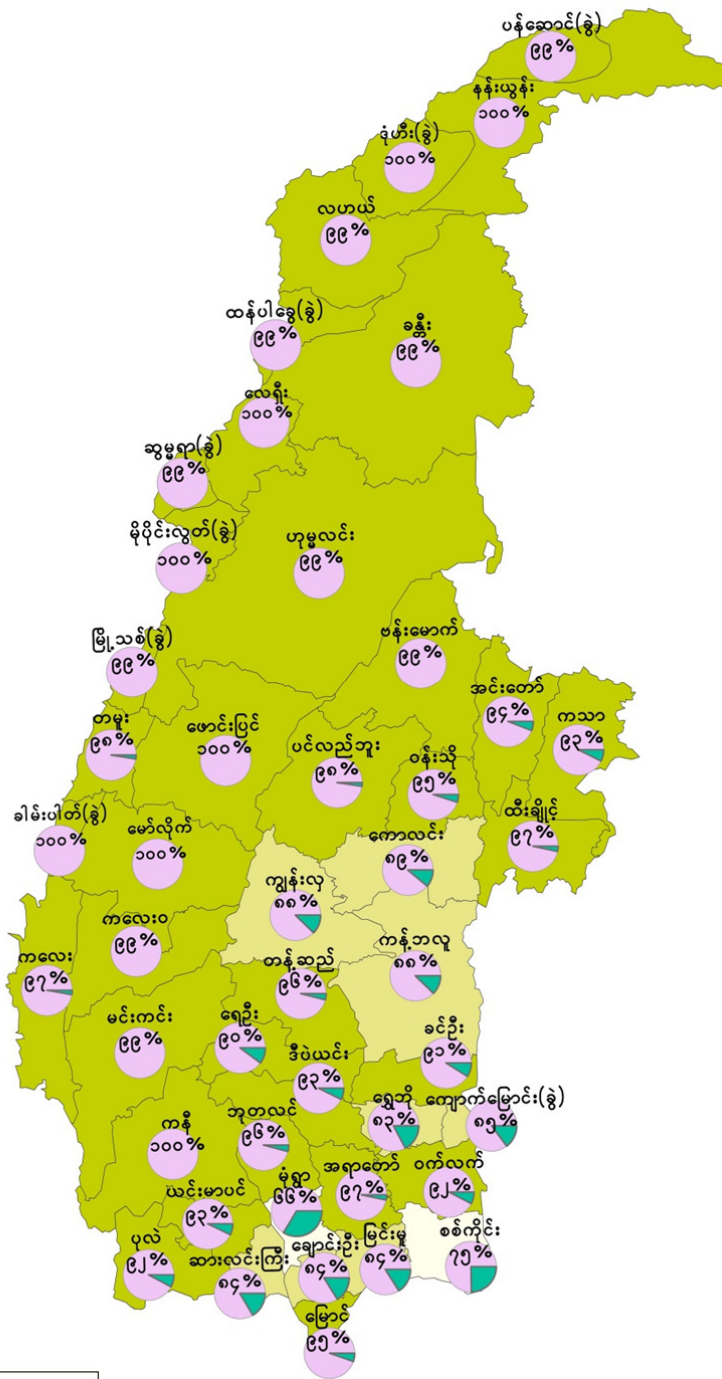 ပန်ဆောင်(ခွဲ)
၉၉%
နန်းယွန်း
၁၀၀%
ဒုံဟီး(ခွဲ)
၁၀၀%
လဟယ်
၉၉%
ထန်ပါခွေ(ခွဲ)
၉၉%
ခန္တီး
၉၉%
လေရှီး
၁၀၀%
ဆွမ္မရာ(ခွဲ)
၉၉%
မိုပိုင်းလွတ်(ခွဲ)
၁၀၀%
ဟုမ္မလင်း
၉၉%
မြို့သစ်(ခွဲ)
၉၉%
ဗန်းမောက်
၉၉%
အင်းတော်
၉၄%
ကသာ
၉၃%
တမူး
၉၈%
ဖောင်းပြင်
၁၀၀%
ပင်လည်ဘူး
၉၈%
ဝန်းသို
၉၅%
ထီးချိုင့်
၉၇%
ခါမ်းပါတ်(ခွဲ)
၁၀၀%
မော်လိုက်
၁၀၀%
ကောလင်း
၈၉%
ကျွန်းလှ
၈၈%
ကလေးဝ
၉၉%
ကန့်ဘလူ
၈၈%
ကလေး
၉၇%
တန့်ဆည်
၉၆%
မင်းကင်း
၉၉%
ရေဦး
၉၀%
ခင်ဦး
၉၁%
ဒီပဲယင်း
၉၃%
ရွှေဘို
၈၃%
ကျောက်မြောင်း(ခွဲ)
၈၅%
ကနီ
၁၀၀%
ဘုတလင်
၉၆%
အရာတော်
၉၇%
ဝက်လက်
၉၂%
ယင်းမာပင်
၉၃%
မုံရွာ
၆၆%
ပုလဲ
၉၂%
ဆားလင်းကြီး
၈၄%
ချောင်းဦး
၈၄%
မြင်းမူ
၈၄%
စစ်ကိုင်း
၇၅%
မြောင်
၉၅%